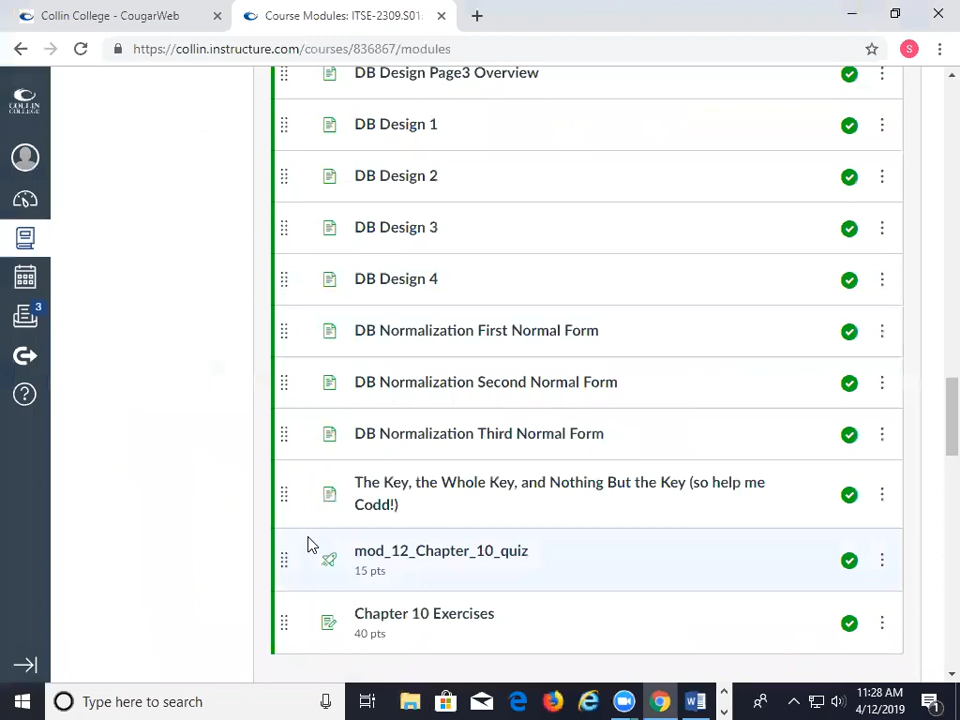 Collin College - CougarWeb
Course Modules: ITSE-2309.S01
https://collin.instructure.com/courses/836867/modules
S
COLLIN
COLLEGE
3
DB Design Page3 Overview
DB Design 1
DB Design 2
DB Design 3
DB Design 4
DB Normalization First Normal Form
DB Normalization Second Normal Form
DB Normalization Third Normal Form
The Key, the Whole Key, and Nothing But the Key (so help me
Codd!)
mod_12_Chapter_10_quiz
15 pts
Chapter 10 Exercises
40 pts
Type here to search
11:28 AM
4/12/2019
1